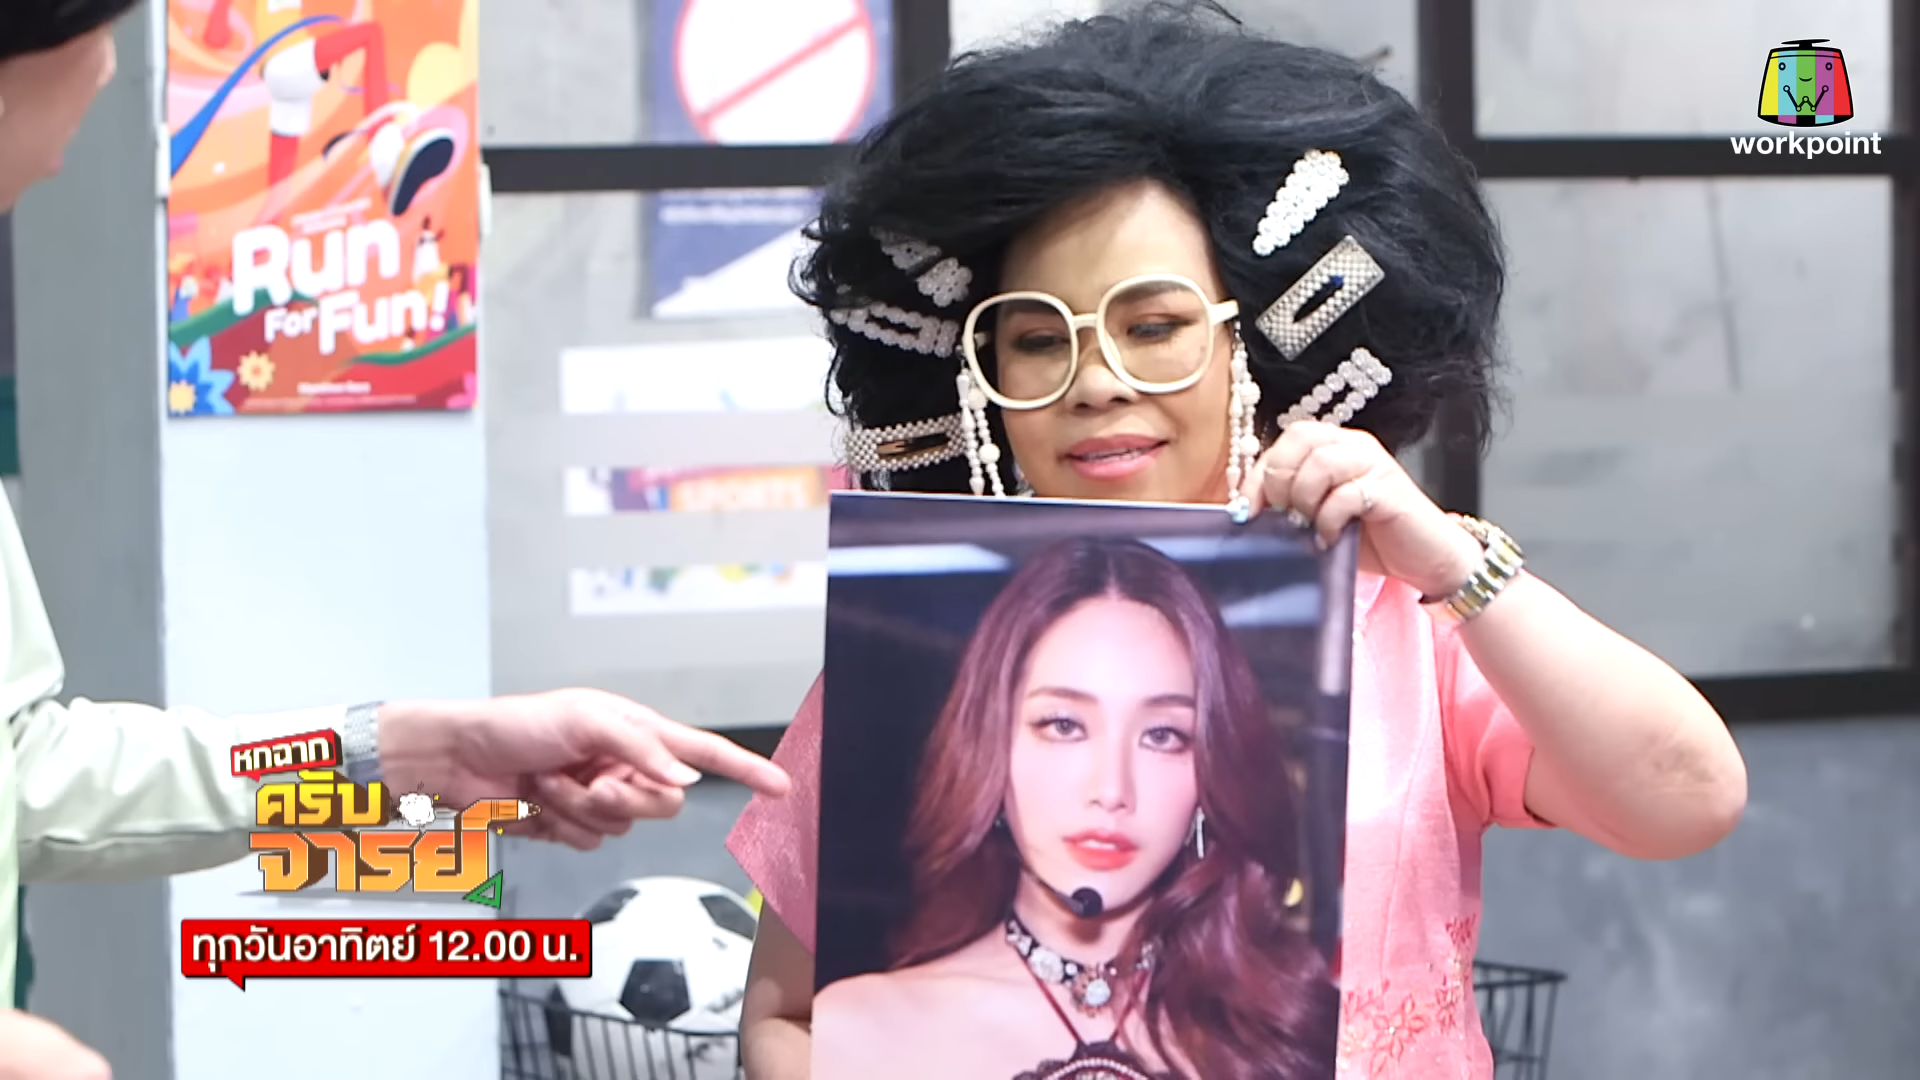 workpoint
Run
For Fun!
SPORTS
หกฉาก
ครับ
จารย์
ทุกวันอาทิตย์ 12.00 น.